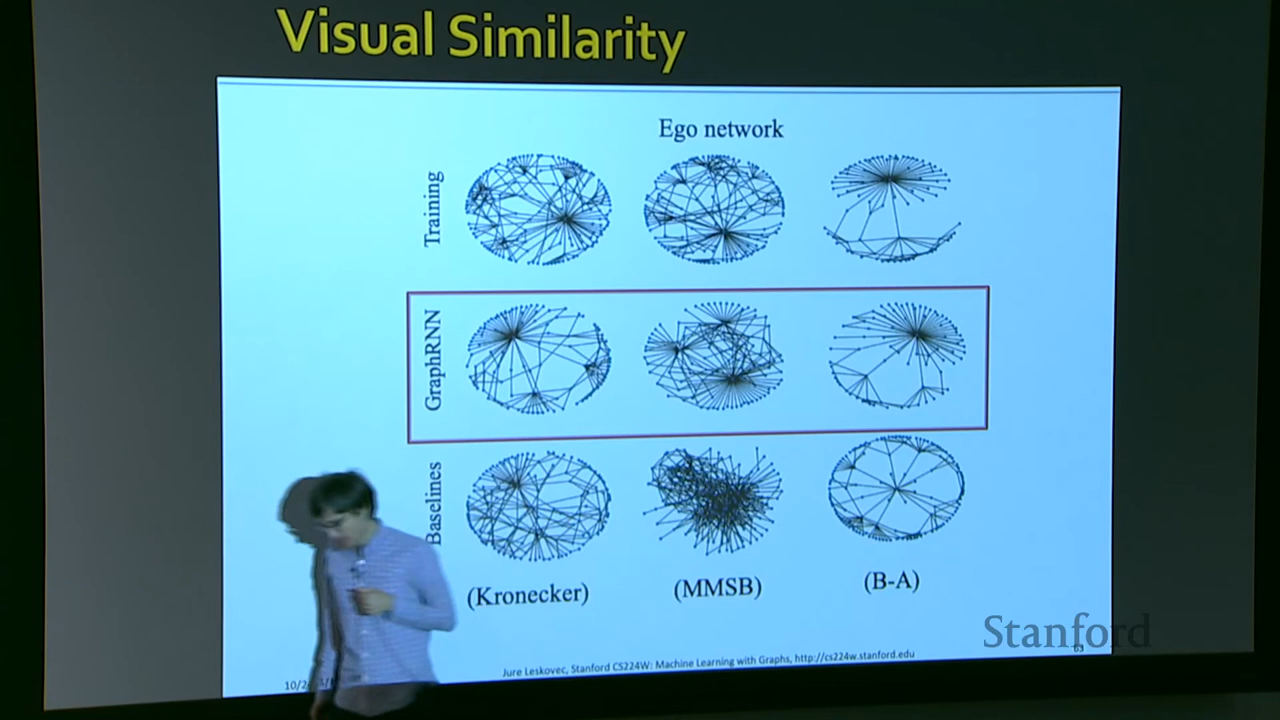 Visual Similarity
Ego network
Training
GraphRNN
Baselines
(Kronecker)
(MMSB)
(B-A)
Stanford
Jure Leskovec, Stanford CS224W: Machine Learning with Graphs, http://cs224w.stanford.edu